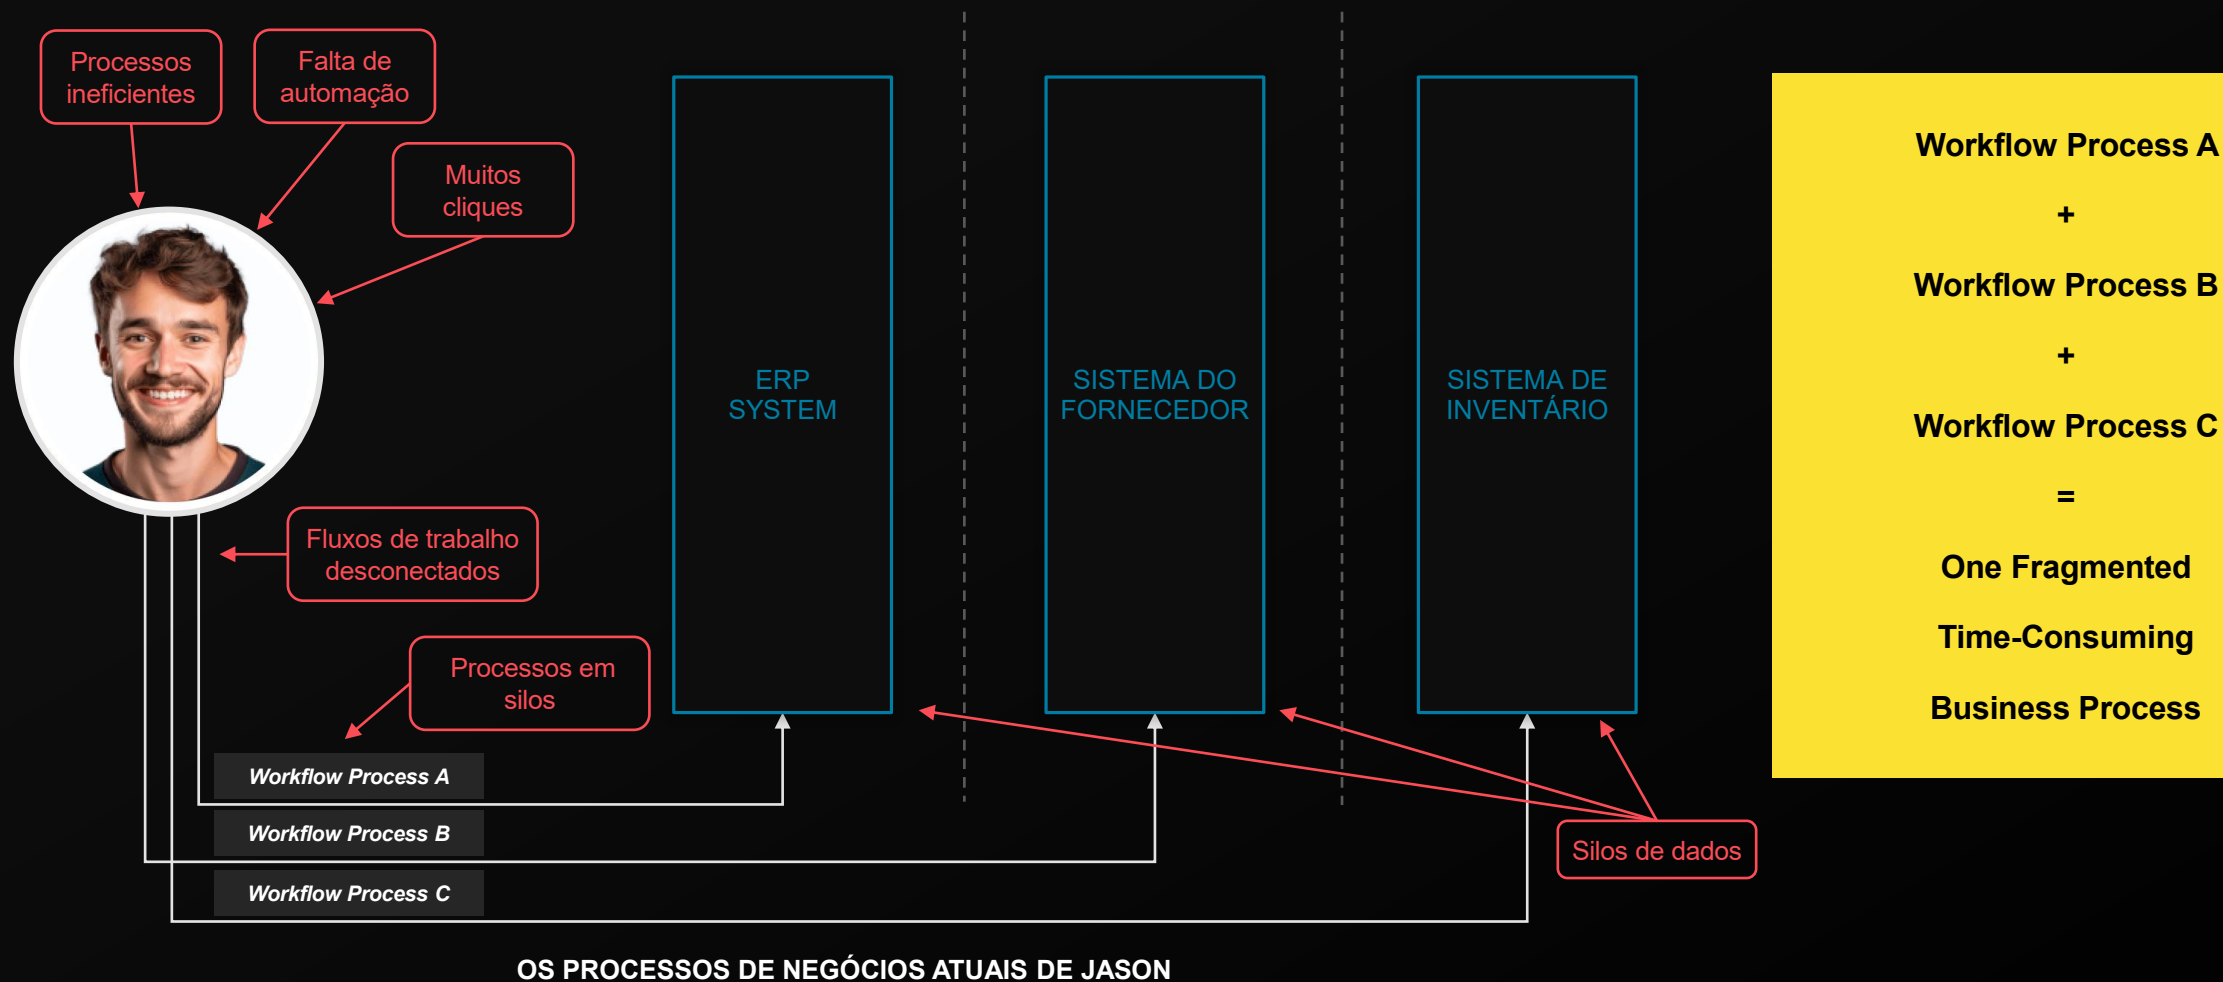 Processos
ineficientes
Falta de
automação
Muitos
cliques
ERP
SYSTEM
SISTEMA DO
FORNECEDOR
SISTEMA DE
INVENTÁRIO
Workflow Process A
+
Workflow Process B
+
Workflow Process C
=
One Fragmented
Time-Consuming
Business Process
Fluxos de trabalho
desconectados
Processos em
silos
Workflow Process A
Workflow Process B
Workflow Process C
Silos de dados
OS PROCESSOS DE NEGÓCIOS ATUAIS DE JASON